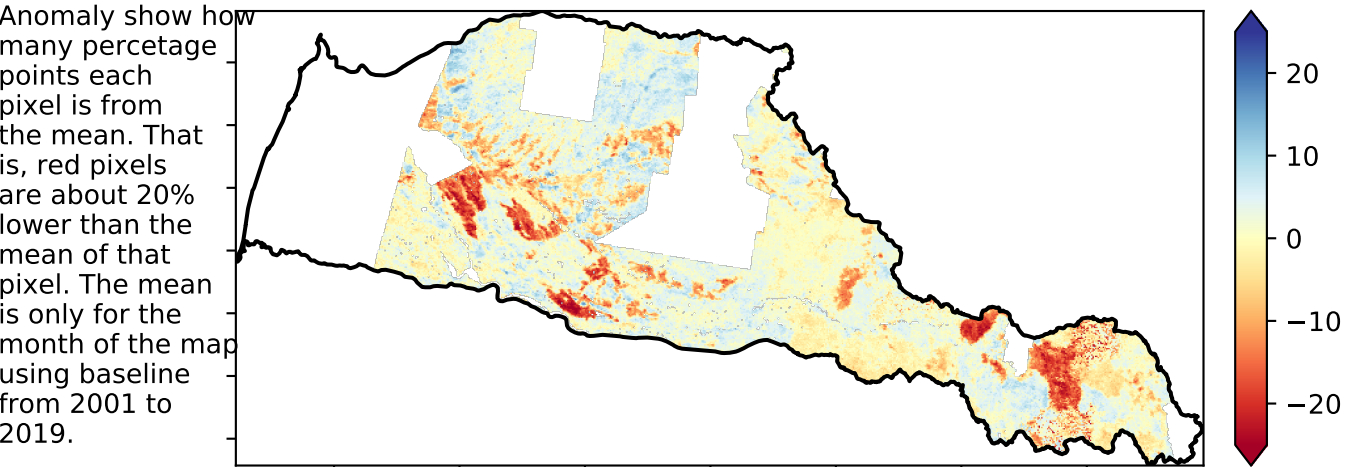 Anomaly show how
many percetage
points each
pixel is from
the mean. That
is, red pixels
are about 20%
lower than the
mean of that
pixel. The mean
is only for the
month of the map
using baseline
from 2001 to
2019.
20
10
0
−10
−20